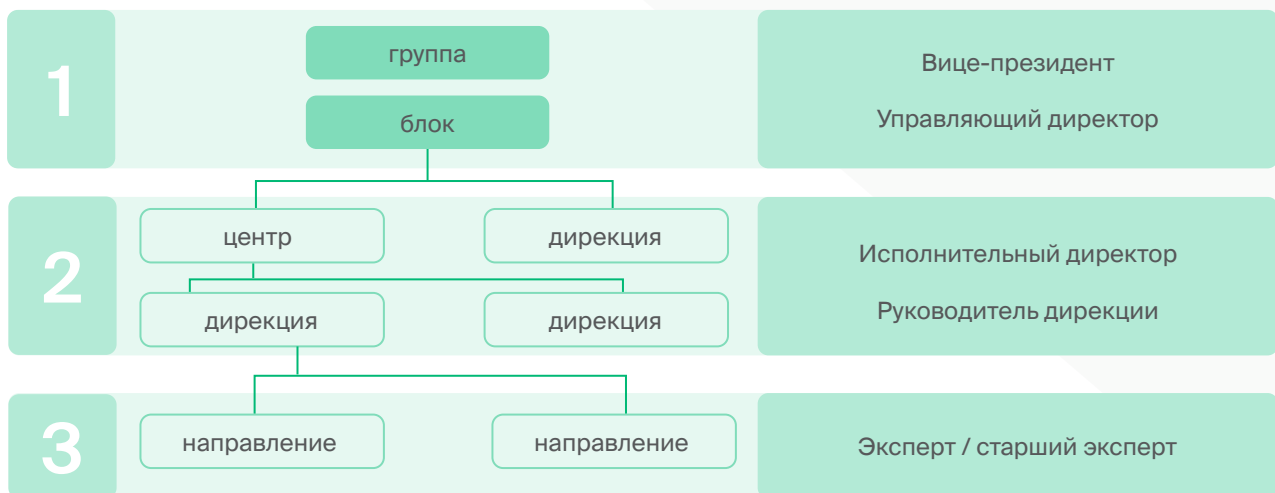 1
группа
блок
Вице-президент
Управляющий директор
2
центр
дирекция
дирекция
дирекция
Исполнительный директор
Руководитель дирекции
3
направление
направление
Эксперт / старший эксперт